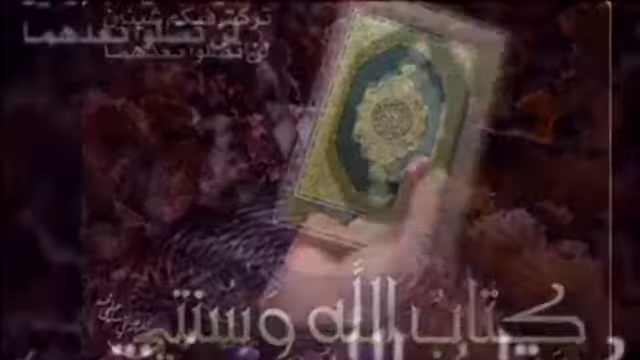 تركت فيكم شيئين
لن تضلوا بعدهما
كتاب الله وسنتي